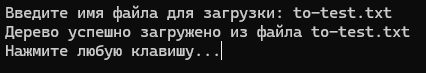 Введите имя файла для загрузки: to-test.txt
Дерево успешно загружено из файла to-test.txt
Нажмите любую клавишу...